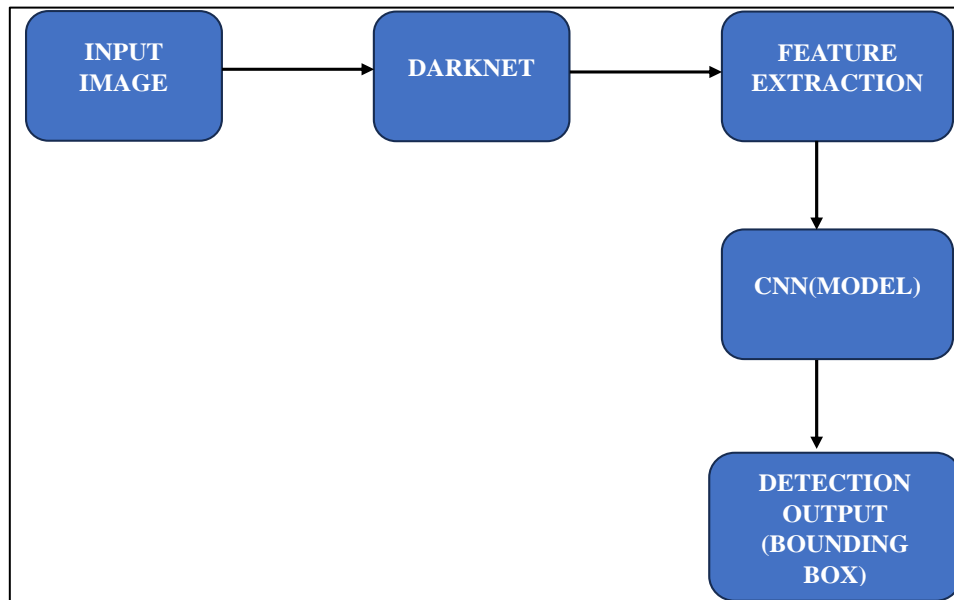 INPUT
IMAGE
DARKNET
FEATURE
EXTRACTION
CNN(MODEL)
DETECTION
OUTPUT
(BOUNDING
BOX)